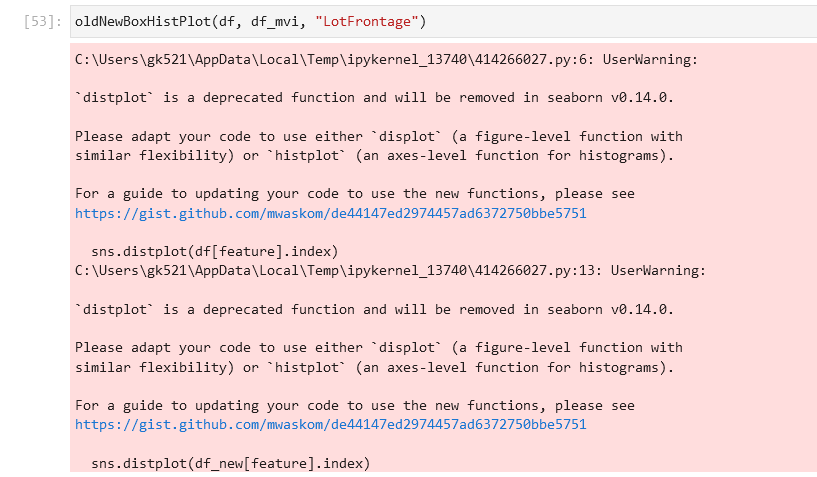 [53]: oldNewBoxHistPlot(df, df_mvi, "LotFrontage")
C:\Users\gk521\AppData\Local\Temp\ipykernel_13740\414266027.py:6: UserWarning:
`distplot` is a deprecated function and will be removed in seaborn v0.14.0.
Please adapt your code to use either `displot` (a figure-level function with
similar flexibility) or `histplot` (an axes-level function for histograms).
For a guide to updating your code to use the new functions, please see
https://gist.github.com/mwaskom/de44147ed2974457ad6372750bbe5751
sns.distplot(df[feature].index)
C:\Users\gk521\AppData\Local\Temp\ipykernel_13740\414266027.py:13: UserWarning:
`distplot` is a deprecated function and will be removed in seaborn v0.14.0.
Please adapt your code to use either `displot` (a figure-level function with
similar flexibility) or `histplot` (an axes-level function for histograms).
For a guide to updating your code to use the new functions, please see
https://gist.github.com/mwaskom/de44147ed2974457ad6372750bbe5751
sns.distplot(df_new[feature].index)